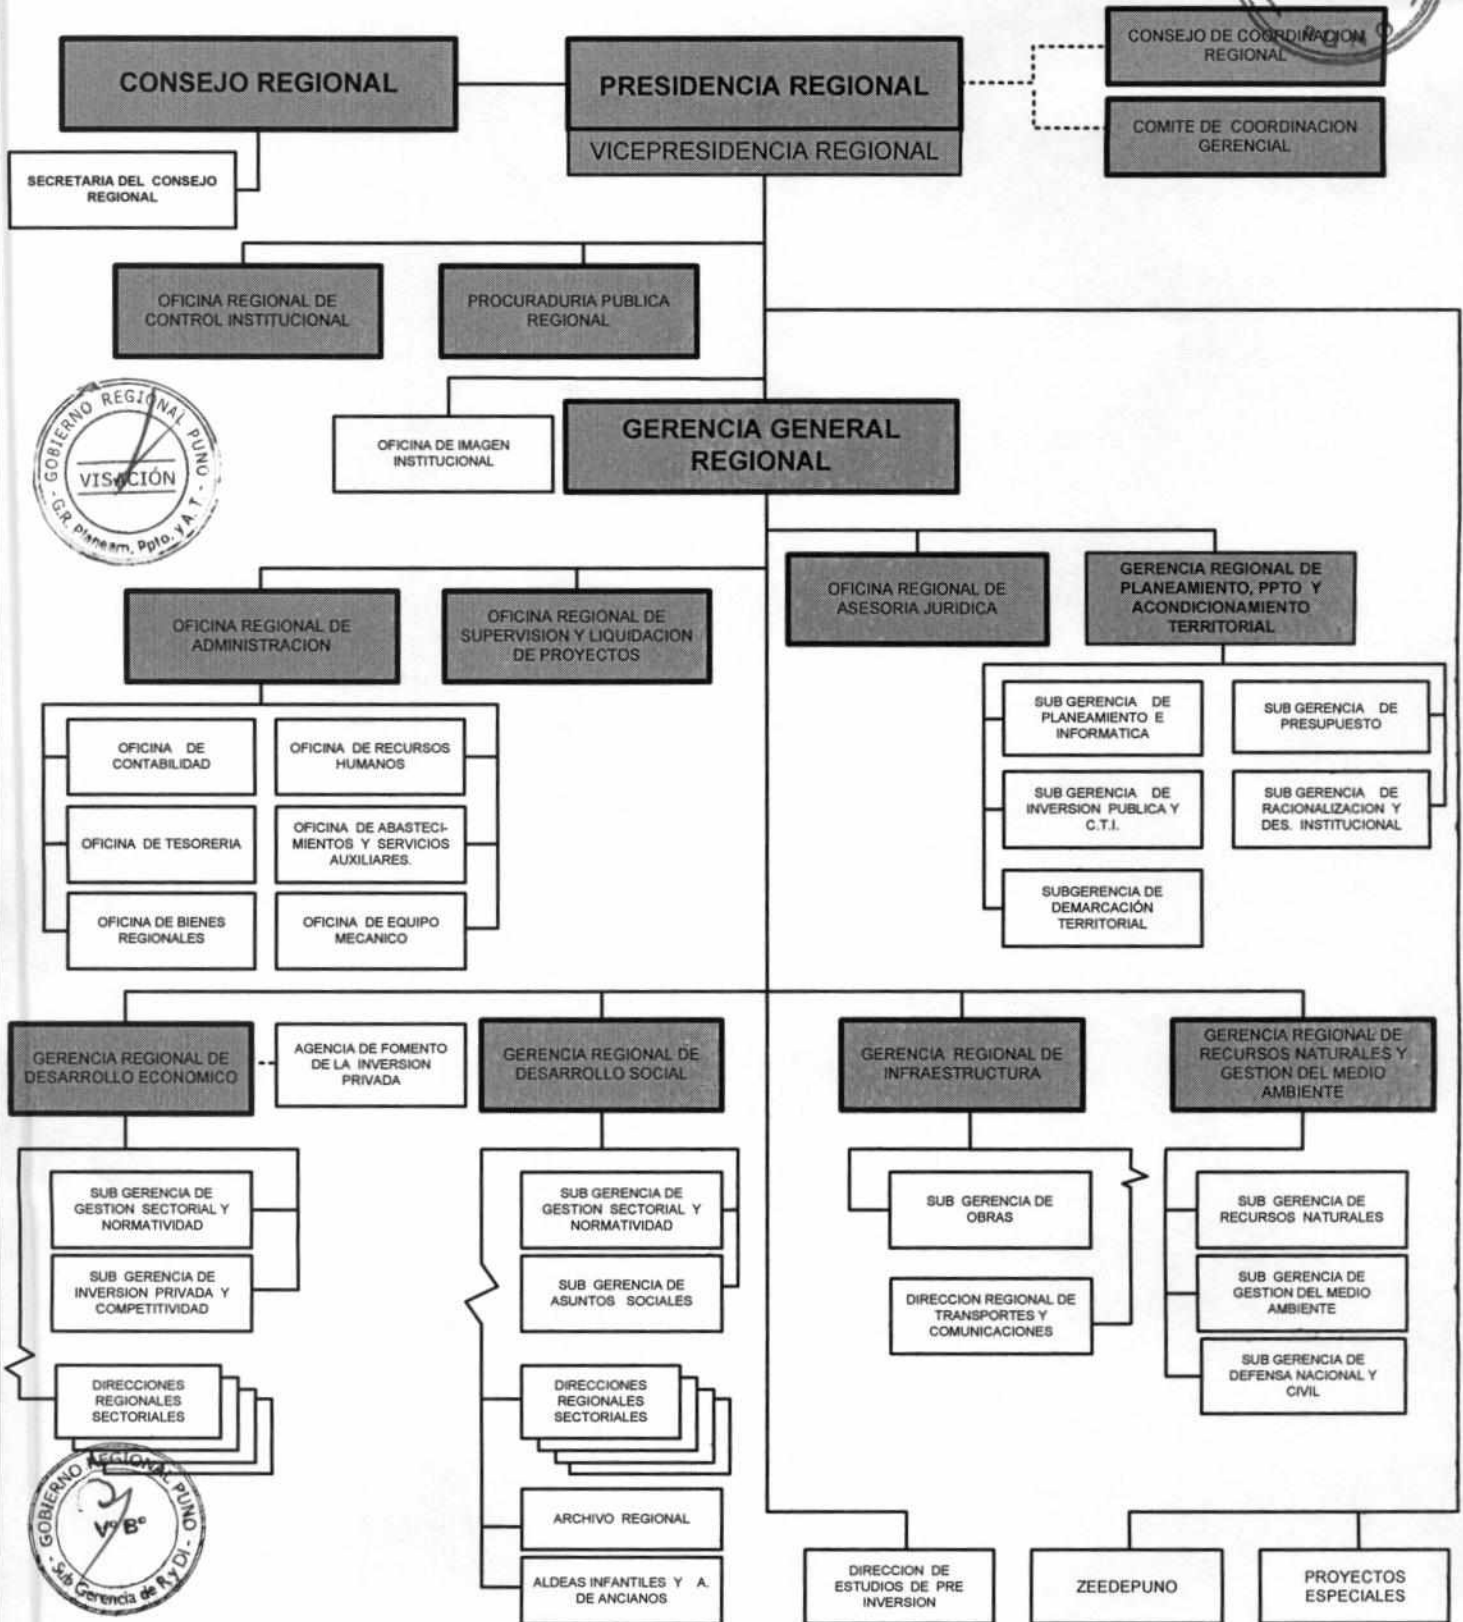 CONSEJO DE COORDINACION
REGIONAL
CONSEJO REGIONAL
PRESIDENCIA REGIONAL
VICEPRESIDENCIA REGIONAL
COMITE DE COORDINACION
GERENCIAL
SECRETARIA DEL CONSEJO
REGIONAL
OFICINA REGIONAL DE
CONTROL INSTITUCIONAL
PROCURADURIA PUBLICA
REGIONAL
GOBIERNO REGIONAL PUNO
VISACIÓN
- G.R. Planeam. Ppto. y A. T. -
OFICINA DE IMAGEN
INSTITUCIONAL
GERENCIA GENERAL
REGIONAL
OFICINA REGIONAL DE
ADMINISTRACION
OFICINA REGIONAL DE
SUPERVISION Y LIQUIDACION
DE PROYECTOS
OFICINA REGIONAL DE
ASESORIA JURIDICA
GERENCIA REGIONAL DE
PLANEAMIENTO, PPTO Y
ACONDICIONAMIENTO
TERRITORIAL
OFICINA DE
CONTABILIDAD
OFICINA DE RECURSOS
HUMANOS
OFICINA DE TESORERIA
OFICINA DE ABASTECI-
MIENTOS Y SERVICIOS
AUXILIARES.
OFICINA DE BIENES
REGIONALES
OFICINA DE EQUIPO
MECANICO
SUB GERENCIA DE
PLANEAMIENTO E
INFORMATICA
SUB GERENCIA DE
PRESUPUESTO
SUB GERENCIA DE
INVERSION PUBLICA Y
C.T.I.
SUB GERENCIA DE
RACIONALIZACION Y
DES. INSTITUCIONAL
SUBGERENCIA DE
DEMARCACIÓN
TERRITORIAL
GERENCIA REGIONAL DE
DESARROLLO ECONOMICO
AGENCIA DE FOMENTO
DE LA INVERSION
PRIVADA
GERENCIA REGIONAL DE
DESARROLLO SOCIAL
GERENCIA REGIONAL DE
INFRAESTRUCTURA
GERENCIA REGIONAL DE
RECURSOS NATURALES Y
GESTION DEL MEDIO
AMBIENTE
SUB GERENCIA DE
GESTION SECTORIAL Y
NORMATIVIDAD
SUB GERENCIA DE
INVERSION PRIVADA Y
COMPETITIVIDAD
DIRECCIONES
REGIONALES
SECTORIALES
SUB GERENCIA DE
GESTION SECTORIAL Y
NORMATIVIDAD
SUB GERENCIA DE
ASUNTOS SOCIALES
DIRECCIONES
REGIONALES
SECTORIALES
ARCHIVO REGIONAL
ALDEAS INFANTILES Y A.
DE ANCIANOS
SUB GERENCIA DE
OBRAS
DIRECCION REGIONAL DE
TRANSPORTES Y
COMUNICACIONES
SUB GERENCIA DE
RECURSOS NATURALES
SUB GERENCIA DE
GESTION DEL MEDIO
AMBIENTE
SUB GERENCIA DE
DEFENSA NACIONAL Y
CIVIL
GOBIERNO REGIONAL PUNO
Vº Bº
- Sub Gerencia de R y DI -
DIRECCION DE
ESTUDIOS DE PRE
INVERSION
ZEEDEPUNO
PROYECTOS
ESPECIALES